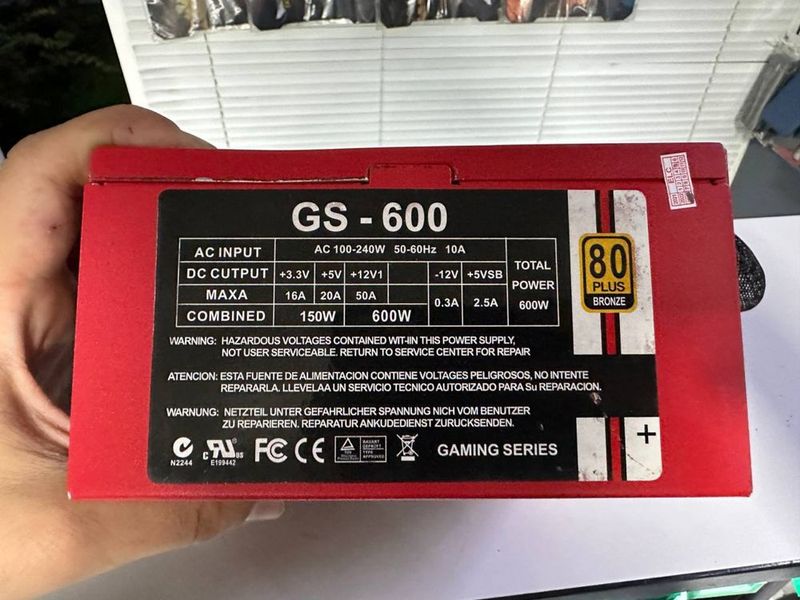 GS - 600
AC INPUT AC 100-240W 50-60Hz 10A
DC CUTPUT +3.3V +5V +12V1 -12V +5VSB TOTAL POWER 600W
MAXA 16A 20A 50A 0.3A 2.5A
COMBINED 150W 600W
80
PLUS
BRONZE
WARNING: HAZARDOUS VOLTAGES CONTAINED WIT-IN THIS POWER SUPPLY,
NOT USER SERVICEABLE. RETURN TO SERVICE CENTER FOR REPAIR
ATENCION: ESTA FUENTE DE ALIMENTACION CONTIENE VOLTAGES PELIGROSOS, NO INTENTE
REPARARLA. LLEVELAA UN SERVICIO TECNICO AUTORIZADO PARA Su REPARACION.
WARNUNG: NETZTEIL UNTER GEFAHRLICHER SPANNUNG NICH VOM BENUTZER
ZU REPARIEREN. REPARATUR ANKUDEDIENST ZURUCKSENDEN.
N2244
c RU us
E199442
FC CE
GAMING SERIES
+